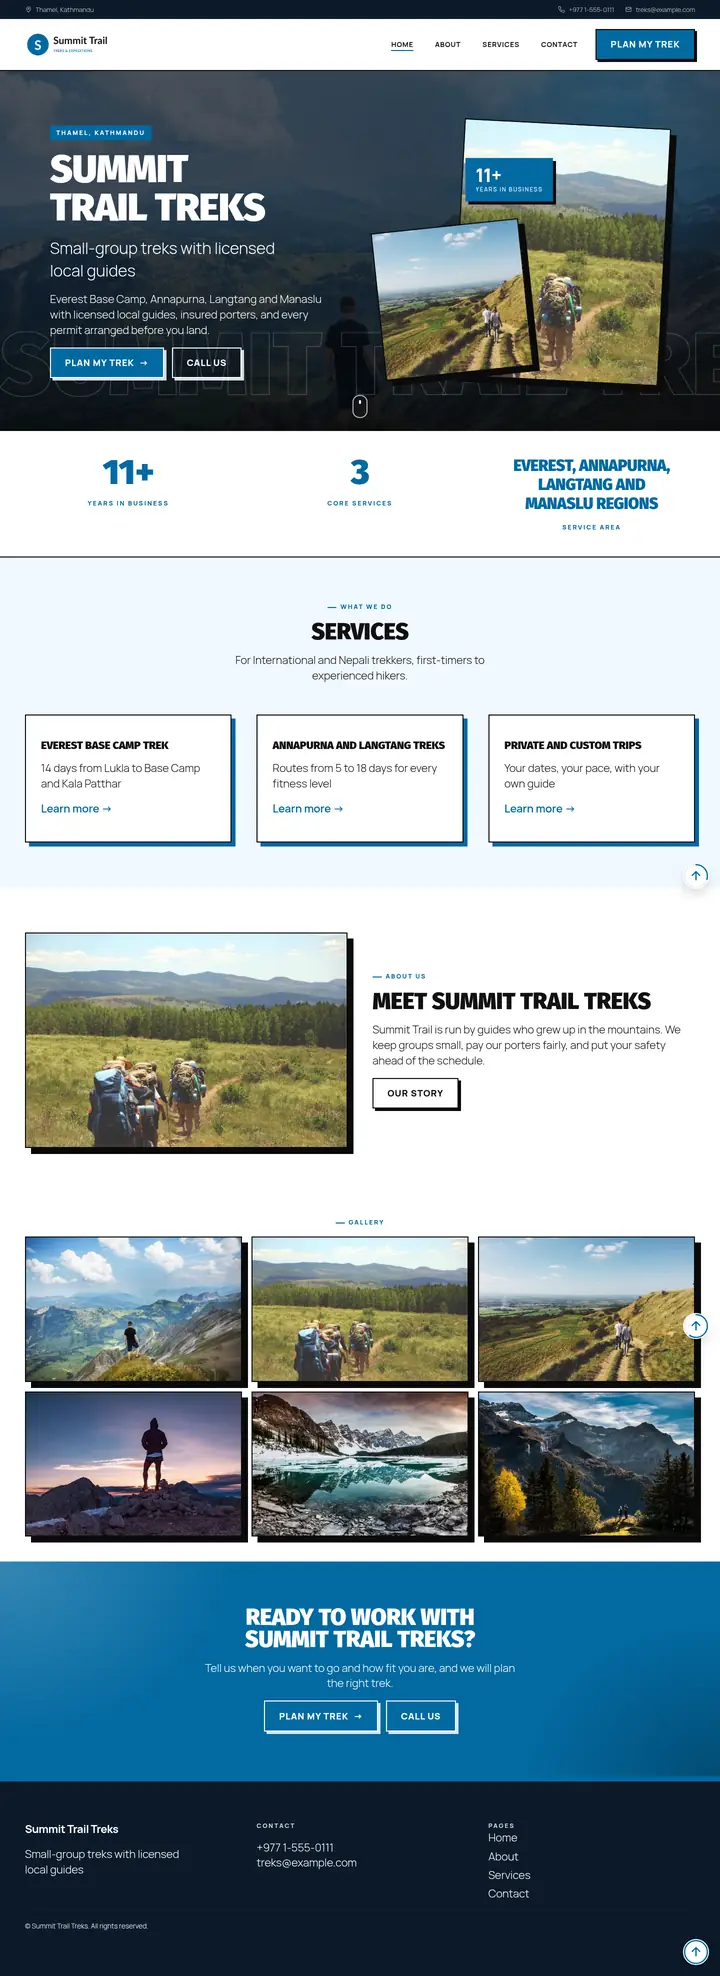 Thamel, Kathmandu
+977 1-555-0111
treks@example.com
S
Summit Trail
TREKS & EXPEDITIONS
HOME
ABOUT
SERVICES
CONTACT
PLAN MY TREK
THAMEL, KATHMANDU
SUMMIT
TRAIL TREKS
Small-group treks with licensed
local guides
Everest Base Camp, Annapurna, Langtang and Manaslu
with licensed local guides, insured porters, and every
permit arranged before you land.
PLAN MY TREK →
CALL US
11+
YEARS IN BUSINESS
SUMMIT TRAIL TRE
11+
YEARS IN BUSINESS
3
CORE SERVICES
EVEREST, ANNAPURNA,
LANGTANG AND
MANASLU REGIONS
SERVICE AREA
WHAT WE DO
SERVICES
For International and Nepali trekkers, first-timers to
experienced hikers.
EVEREST BASE CAMP TREK
14 days from Lukla to Base Camp
and Kala Patthar
Learn more →
ANNAPURNA AND LANGTANG TREKS
Routes from 5 to 18 days for every
fitness level
Learn more →
PRIVATE AND CUSTOM TRIPS
Your dates, your pace, with your
own guide
Learn more →
ABOUT US
MEET SUMMIT TRAIL TREKS
Summit Trail is run by guides who grew up in the mountains. We
keep groups small, pay our porters fairly, and put your safety
ahead of the schedule.
OUR STORY
GALLERY
READY TO WORK WITH
SUMMIT TRAIL TREKS?
Tell us when you want to go and how fit you are, and we will plan
the right trek.
PLAN MY TREK →
CALL US
Summit Trail Treks
Small-group treks with licensed
local guides
CONTACT
+977 1-555-0111
treks@example.com
PAGES
Home
About
Services
Contact
© Summit Trail Treks. All rights reserved.